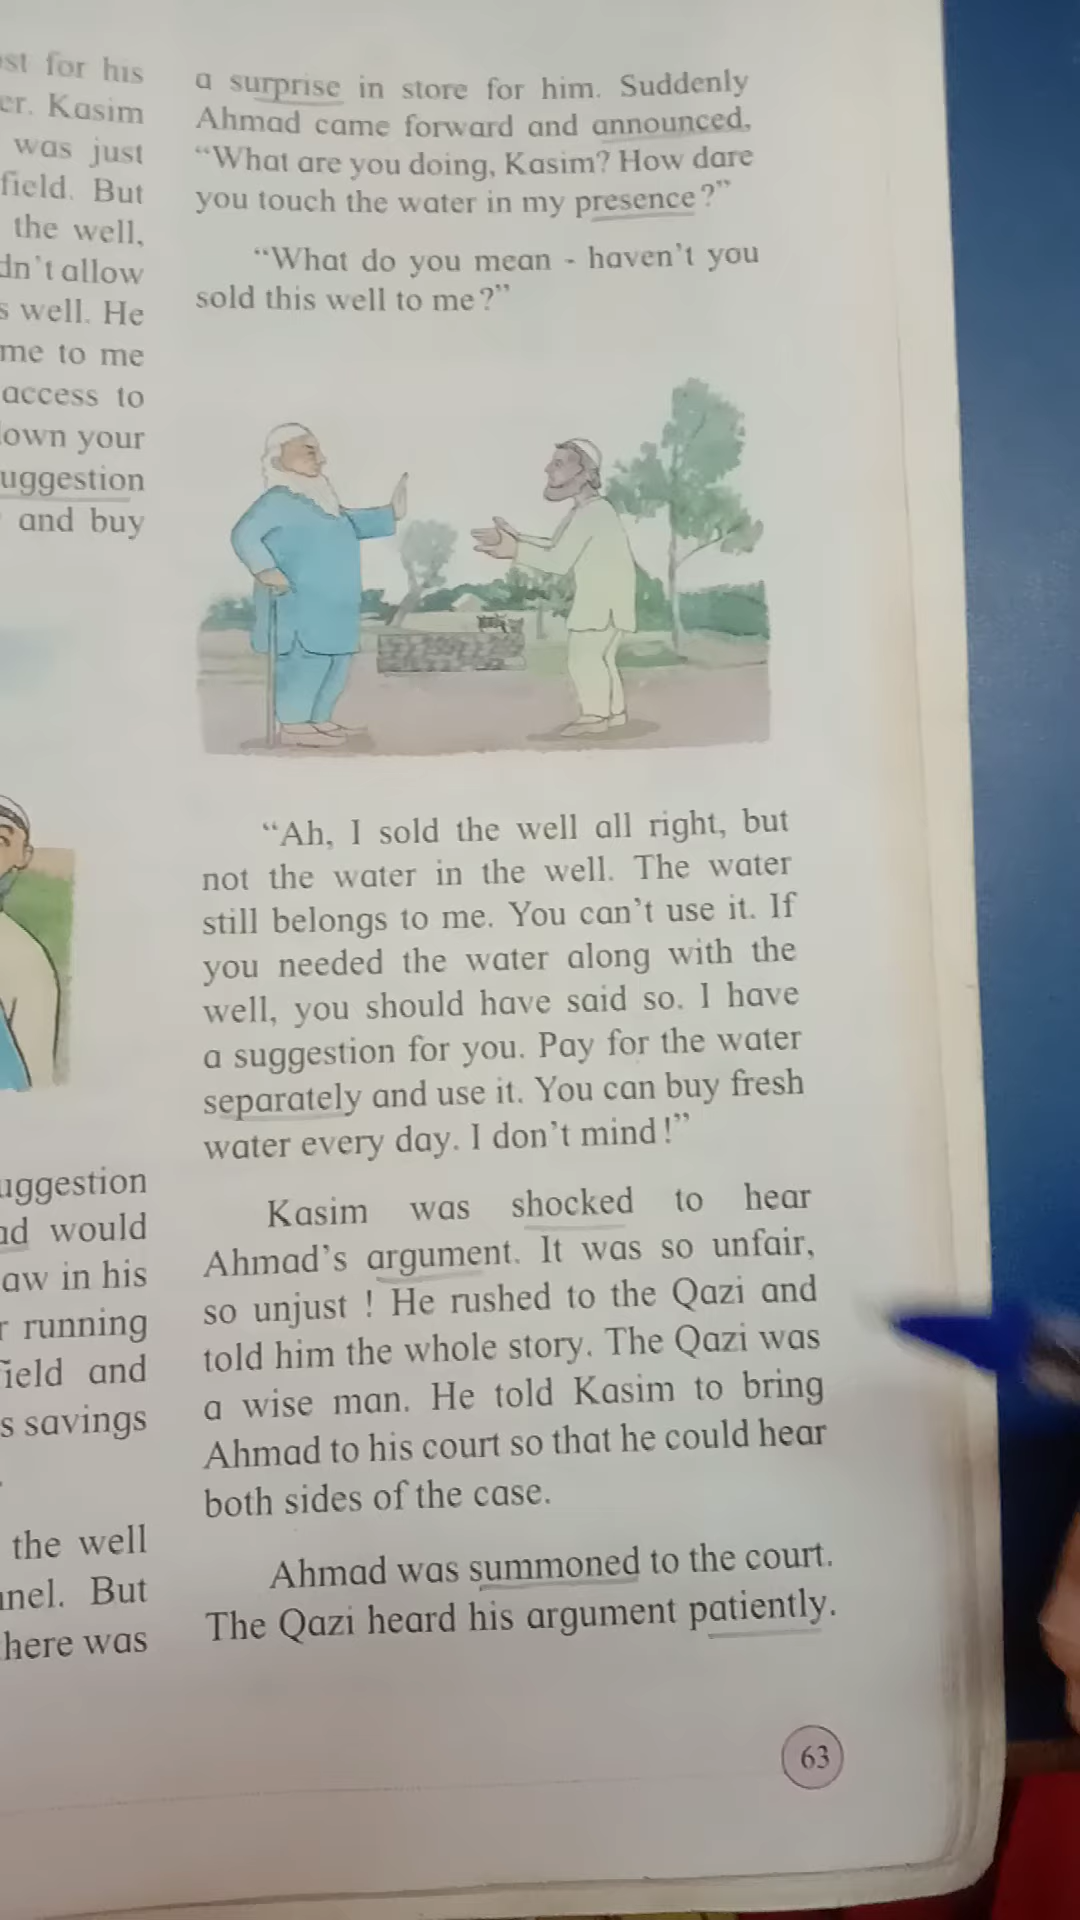 st for his
er. Kasim
was just
field. But
the well,
dn't allow
s well. He
me to me
access to
own your
uggestion
and buy
uggestion
ad would
aw in his
r running
ield and
s savings
the well
nnel. But
here was
a surprise in store for him. Suddenly
Ahmad came forward and announced,
“What are you doing, Kasim? How dare
you touch the water in my presence?”
“What do you mean - haven't you
sold this well to me?”
“Ah, I sold the well all right, but
not the water in the well. The water
still belongs to me. You can't use it. If
you needed the water along with the
well, you should have said so. I have
a suggestion for you. Pay for the water
separately and use it. You can buy fresh
water every day. I don't mind!”
Kasim was shocked to hear
Ahmad's argument. It was so unfair,
so unjust ! He rushed to the Qazi and
told him the whole story. The Qazi was
a wise man. He told Kasim to bring
Ahmad to his court so that he could hear
both sides of the case.
Ahmad was summoned to the court.
The Qazi heard his argument patiently.
63